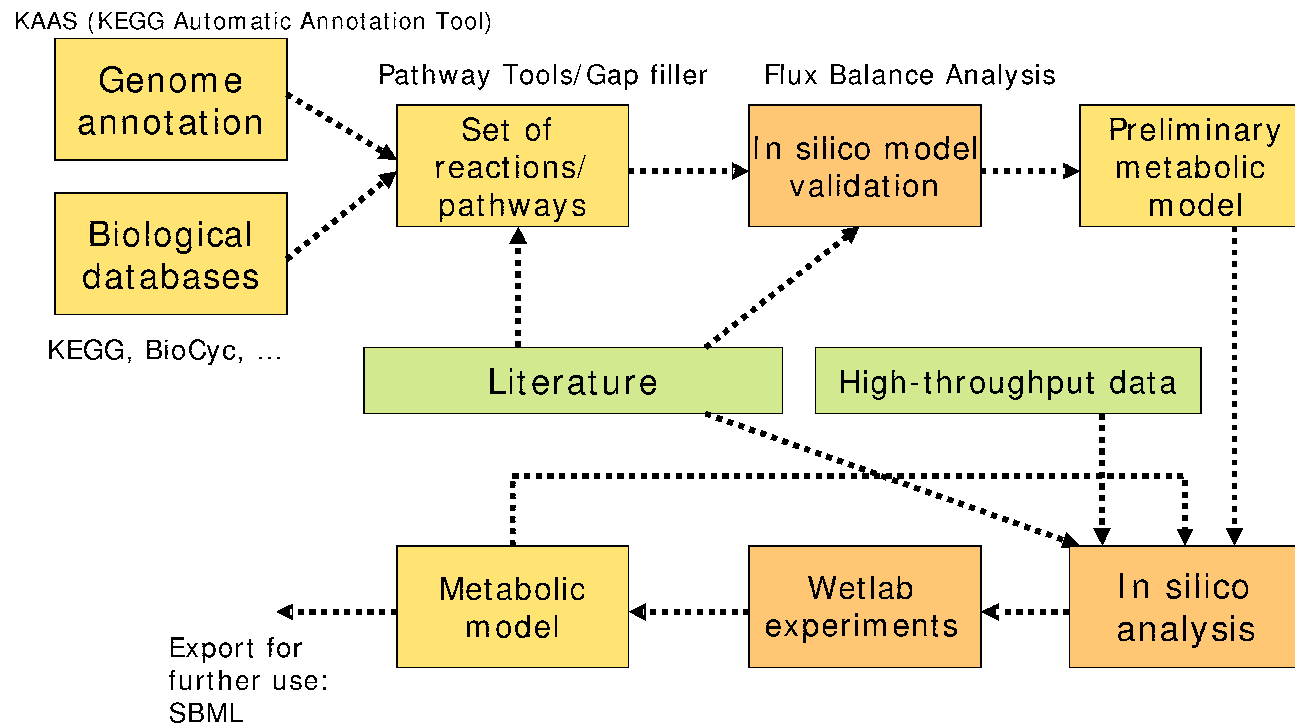 KAAS (KEGG Automatic Annotation Tool)
Genome
annotation
Pathway Tools/Gap filler
Flux Balance Analysis
Set of
reactions/
pathways
In silico model
validation
Preliminary
metabolic
model
Biological
databases
KEGG, BioCyc, ...
Literature
High-throughput data
Metabolic
model
Wetlab
experiments
In silico
analysis
Export for
further use:
SBML